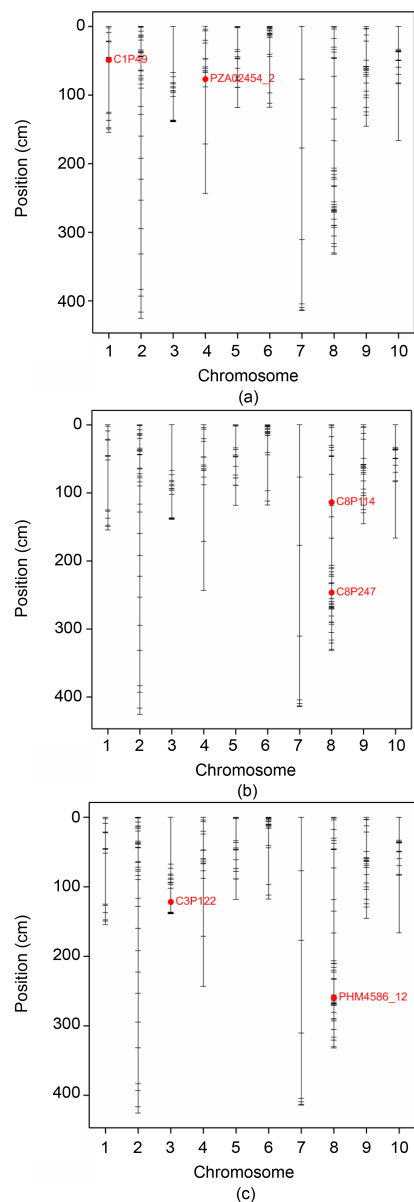 0
100
200
300
400
Position (cm)
C1P49
PZA02454_2
1 2 3 4 5 6 7 8 9 10
Chromosome
(a)
0
100
200
300
400
Position (cm)
C8P114
C8P247
1 2 3 4 5 6 7 8 9 10
Chromosome
(b)
0
100
200
300
400
Position (cm)
C3P122
PHM4586_12
1 2 3 4 5 6 7 8 9 10
Chromosome
(c)